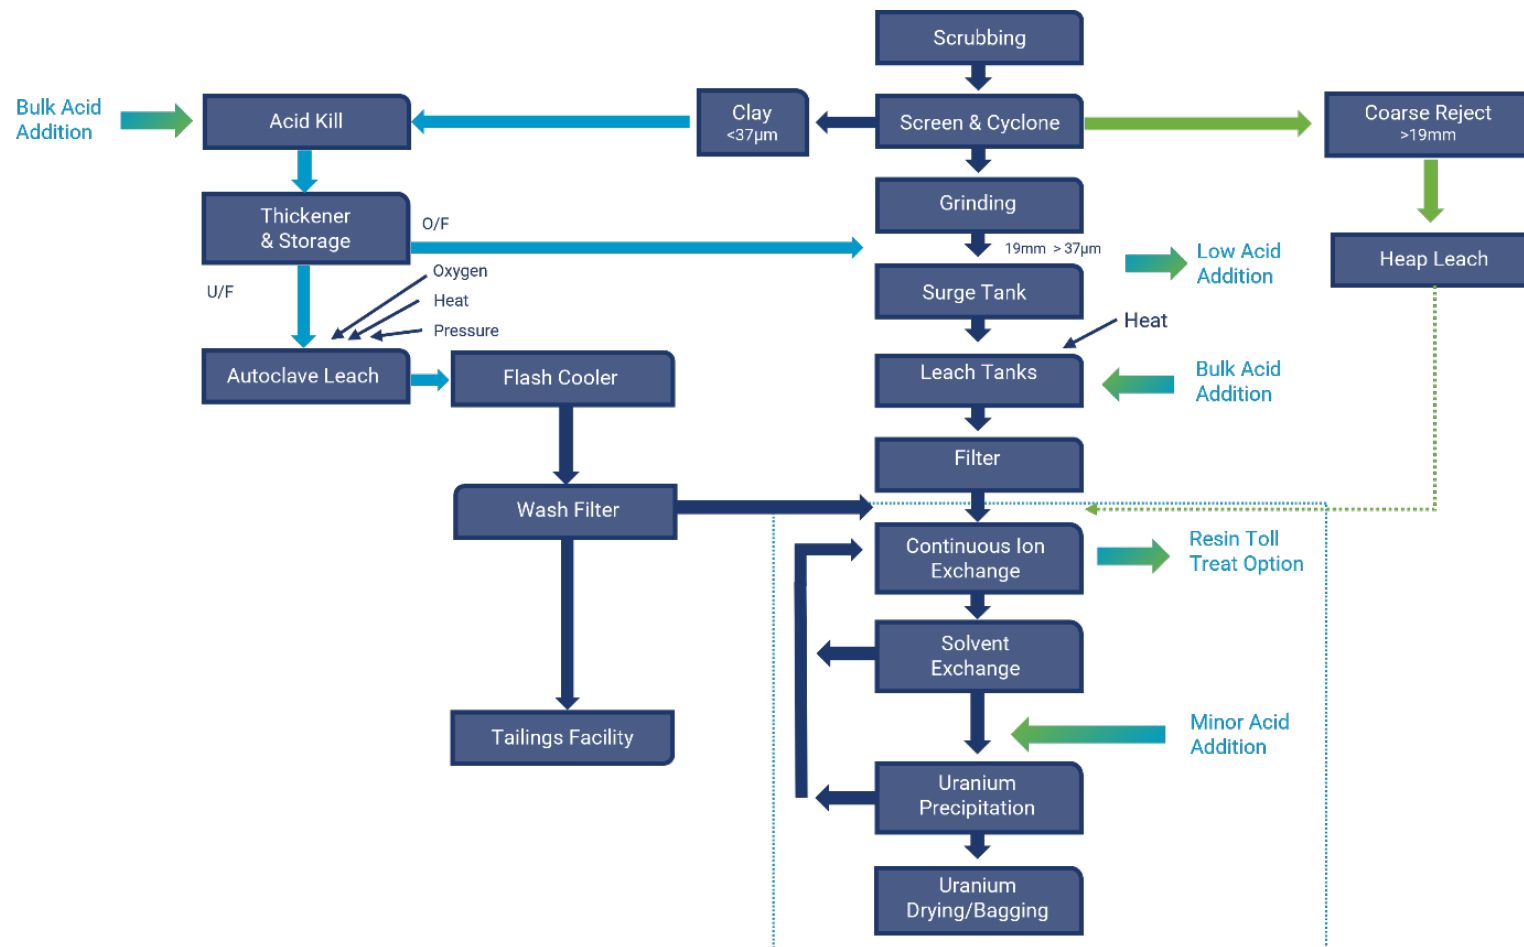 Scrubbing
Bulk Acid
Addition
Acid Kill
Clay
<37µm
Screen & Cyclone
Coarse Reject
>19mm
Thickener
& Storage
O/F
Grinding
19mm  > 37µm
Low Acid
Addition
Heap Leach
U/F
Oxygen
Heat
Pressure
Surge Tank
Heat
Autoclave Leach
Flash Cooler
Leach Tanks
Bulk Acid
Addition
Filter
Wash Filter
Continuous Ion
Exchange
Resin Toll
Treat Option
Solvent
Exchange
Tailings Facility
Minor Acid
Addition
Uranium
Precipitation
Uranium
Drying/Bagging